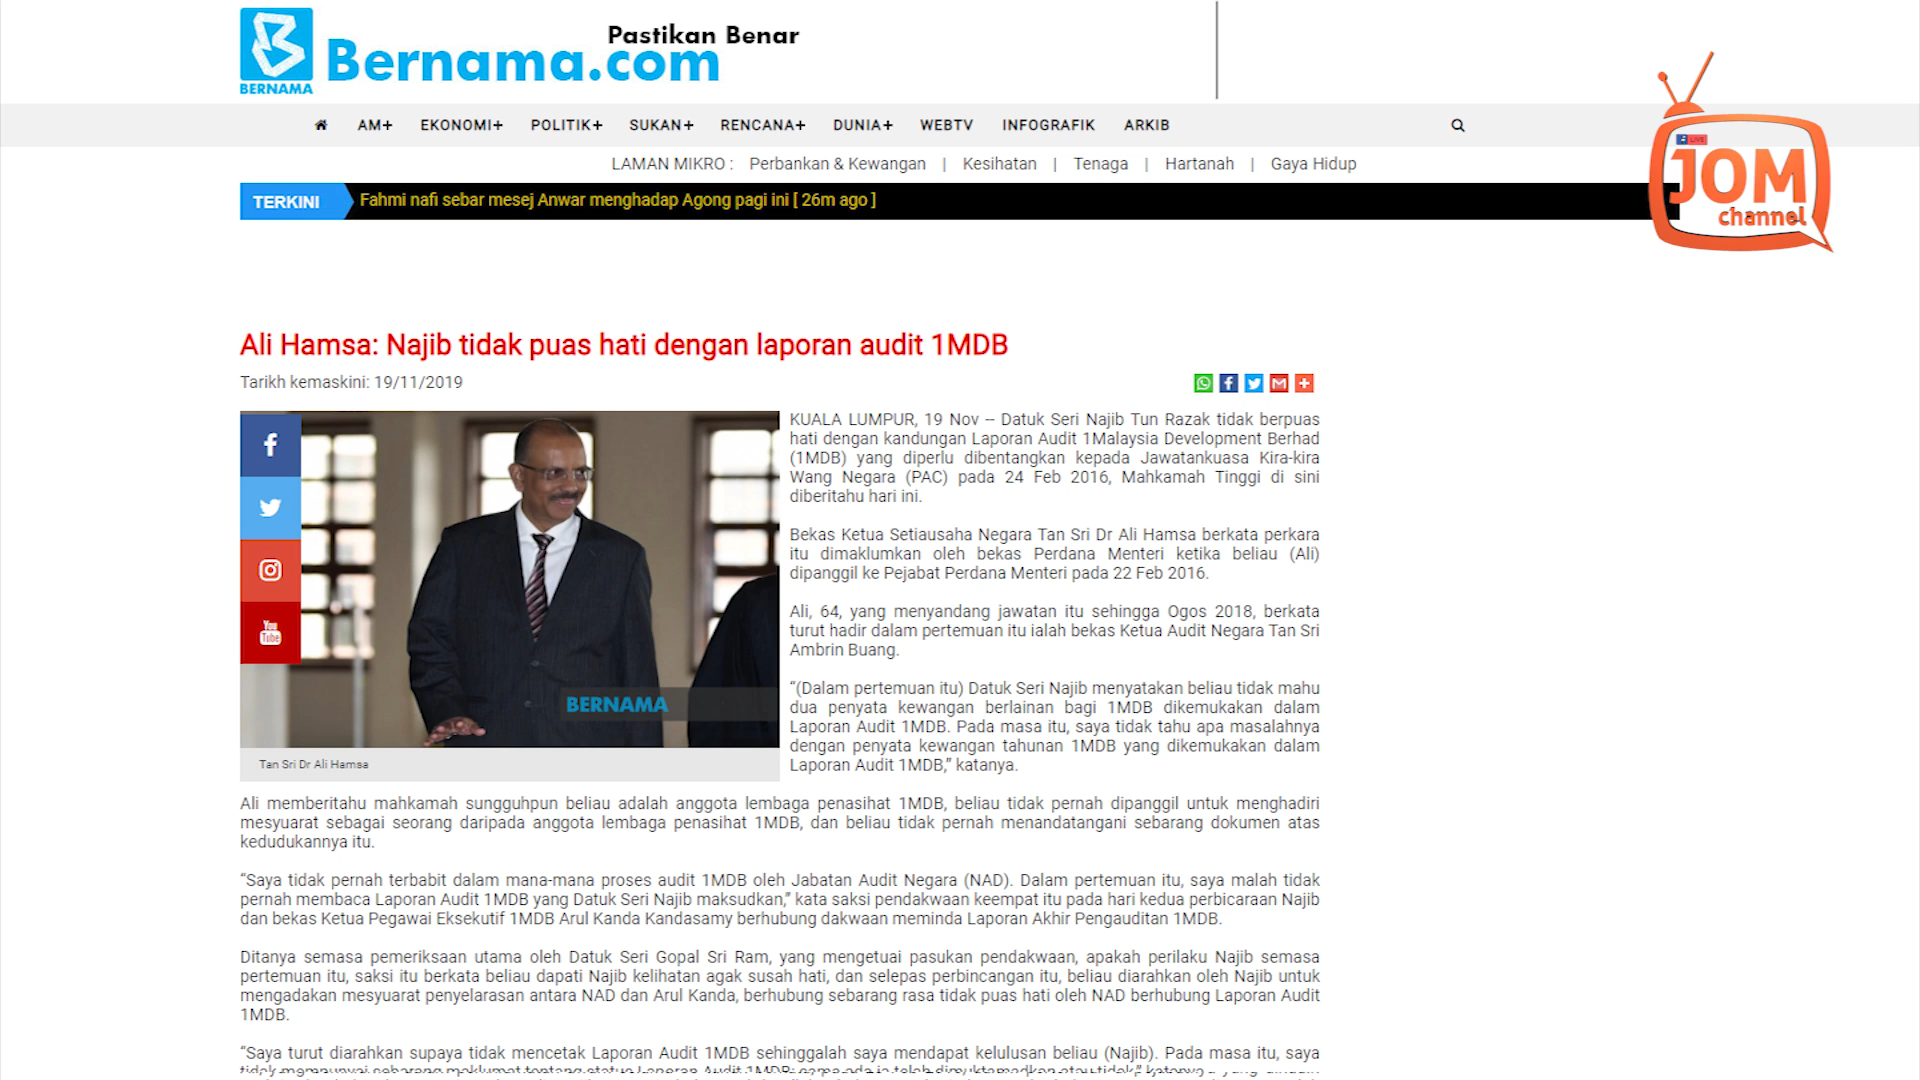 Pastikan Benar
Bernama.com
BERNAMA
AM+ EKONOMI+ POLITIK+ SUKAN+ RENCANA+ DUNIA+ WEBTV INFOGRAFIK ARKIB
LAMAN MIKRO : Perbankan & Kewangan | Kesihatan | Tenaga | Hartanah | Gaya Hidup
TERKINI Fahmi nafi sebar mesej Anwar menghadap Agong pagi ini [ 26m ago ]
LIVE
JOM
channel
Ali Hamsa: Najib tidak puas hati dengan laporan audit 1MDB
Tarikh kemaskini: 19/11/2019
KUALA LUMPUR, 19 Nov -- Datuk Seri Najib Tun Razak tidak berpuas
hati dengan kandungan Laporan Audit 1Malaysia Development Berhad
(1MDB) yang diperlu dibentangkan kepada Jawatankuasa Kira-kira
Wang Negara (PAC) pada 24 Feb 2016, Mahkamah Tinggi di sini
diberitahu hari ini.
Bekas Ketua Setiausaha Negara Tan Sri Dr Ali Hamsa berkata perkara
itu dimaklumkan oleh bekas Perdana Menteri ketika beliau (Ali)
dipanggil ke Pejabat Perdana Menteri pada 22 Feb 2016.
Ali, 64, yang menyandang jawatan itu sehingga Ogos 2018, berkata
turut hadir dalam pertemuan itu ialah bekas Ketua Audit Negara Tan Sri
Ambrin Buang.
“(Dalam pertemuan itu) Datuk Seri Najib menyatakan beliau tidak mahu
dua penyata kewangan berlainan bagi 1MDB dikemukakan dalam
Laporan Audit 1MDB. Pada masa itu, saya tidak tahu apa masalahnya
dengan penyata kewangan tahunan 1MDB yang dikemukakan dalam
Laporan Audit 1MDB,” katanya.
You
Tube
BERNAMA
Tan Sri Dr Ali Hamsa
Ali memberitahu mahkamah sungguhpun beliau adalah anggota lembaga penasihat 1MDB, beliau tidak pernah dipanggil untuk menghadiri
mesyuarat sebagai seorang daripada anggota lembaga penasihat 1MDB, dan beliau tidak pernah menandatangani sebarang dokumen atas
kedudukannya itu.
“Saya tidak pernah terbabit dalam mana-mana proses audit 1MDB oleh Jabatan Audit Negara (NAD). Dalam pertemuan itu, saya malah tidak
pernah membaca Laporan Audit 1MDB yang Datuk Seri Najib maksudkan,” kata saksi pendakwaan keempat itu pada hari kedua perbicaraan Najib
dan bekas Ketua Pegawai Eksekutif 1MDB Arul Kanda Kandasamy berhubung dakwaan meminda Laporan Akhir Pengauditan 1MDB.
Ditanya semasa pemeriksaan utama oleh Datuk Seri Gopal Sri Ram, yang mengetuai pasukan pendakwaan, apakah perilaku Najib semasa
pertemuan itu, saksi itu berkata beliau dapati Najib kelihatan agak susah hati, dan selepas perbincangan itu, beliau diarahkan oleh Najib untuk
mengadakan mesyuarat penyelarasan antara NAD dan Arul Kanda, berhubung sebarang rasa tidak puas hati oleh NAD berhubung Laporan Audit
1MDB.
“Saya turut diarahkan supaya tidak mencetak Laporan Audit 1MDB sehinggalah saya mendapat kelulusan beliau (Najib). Pada masa itu, saya